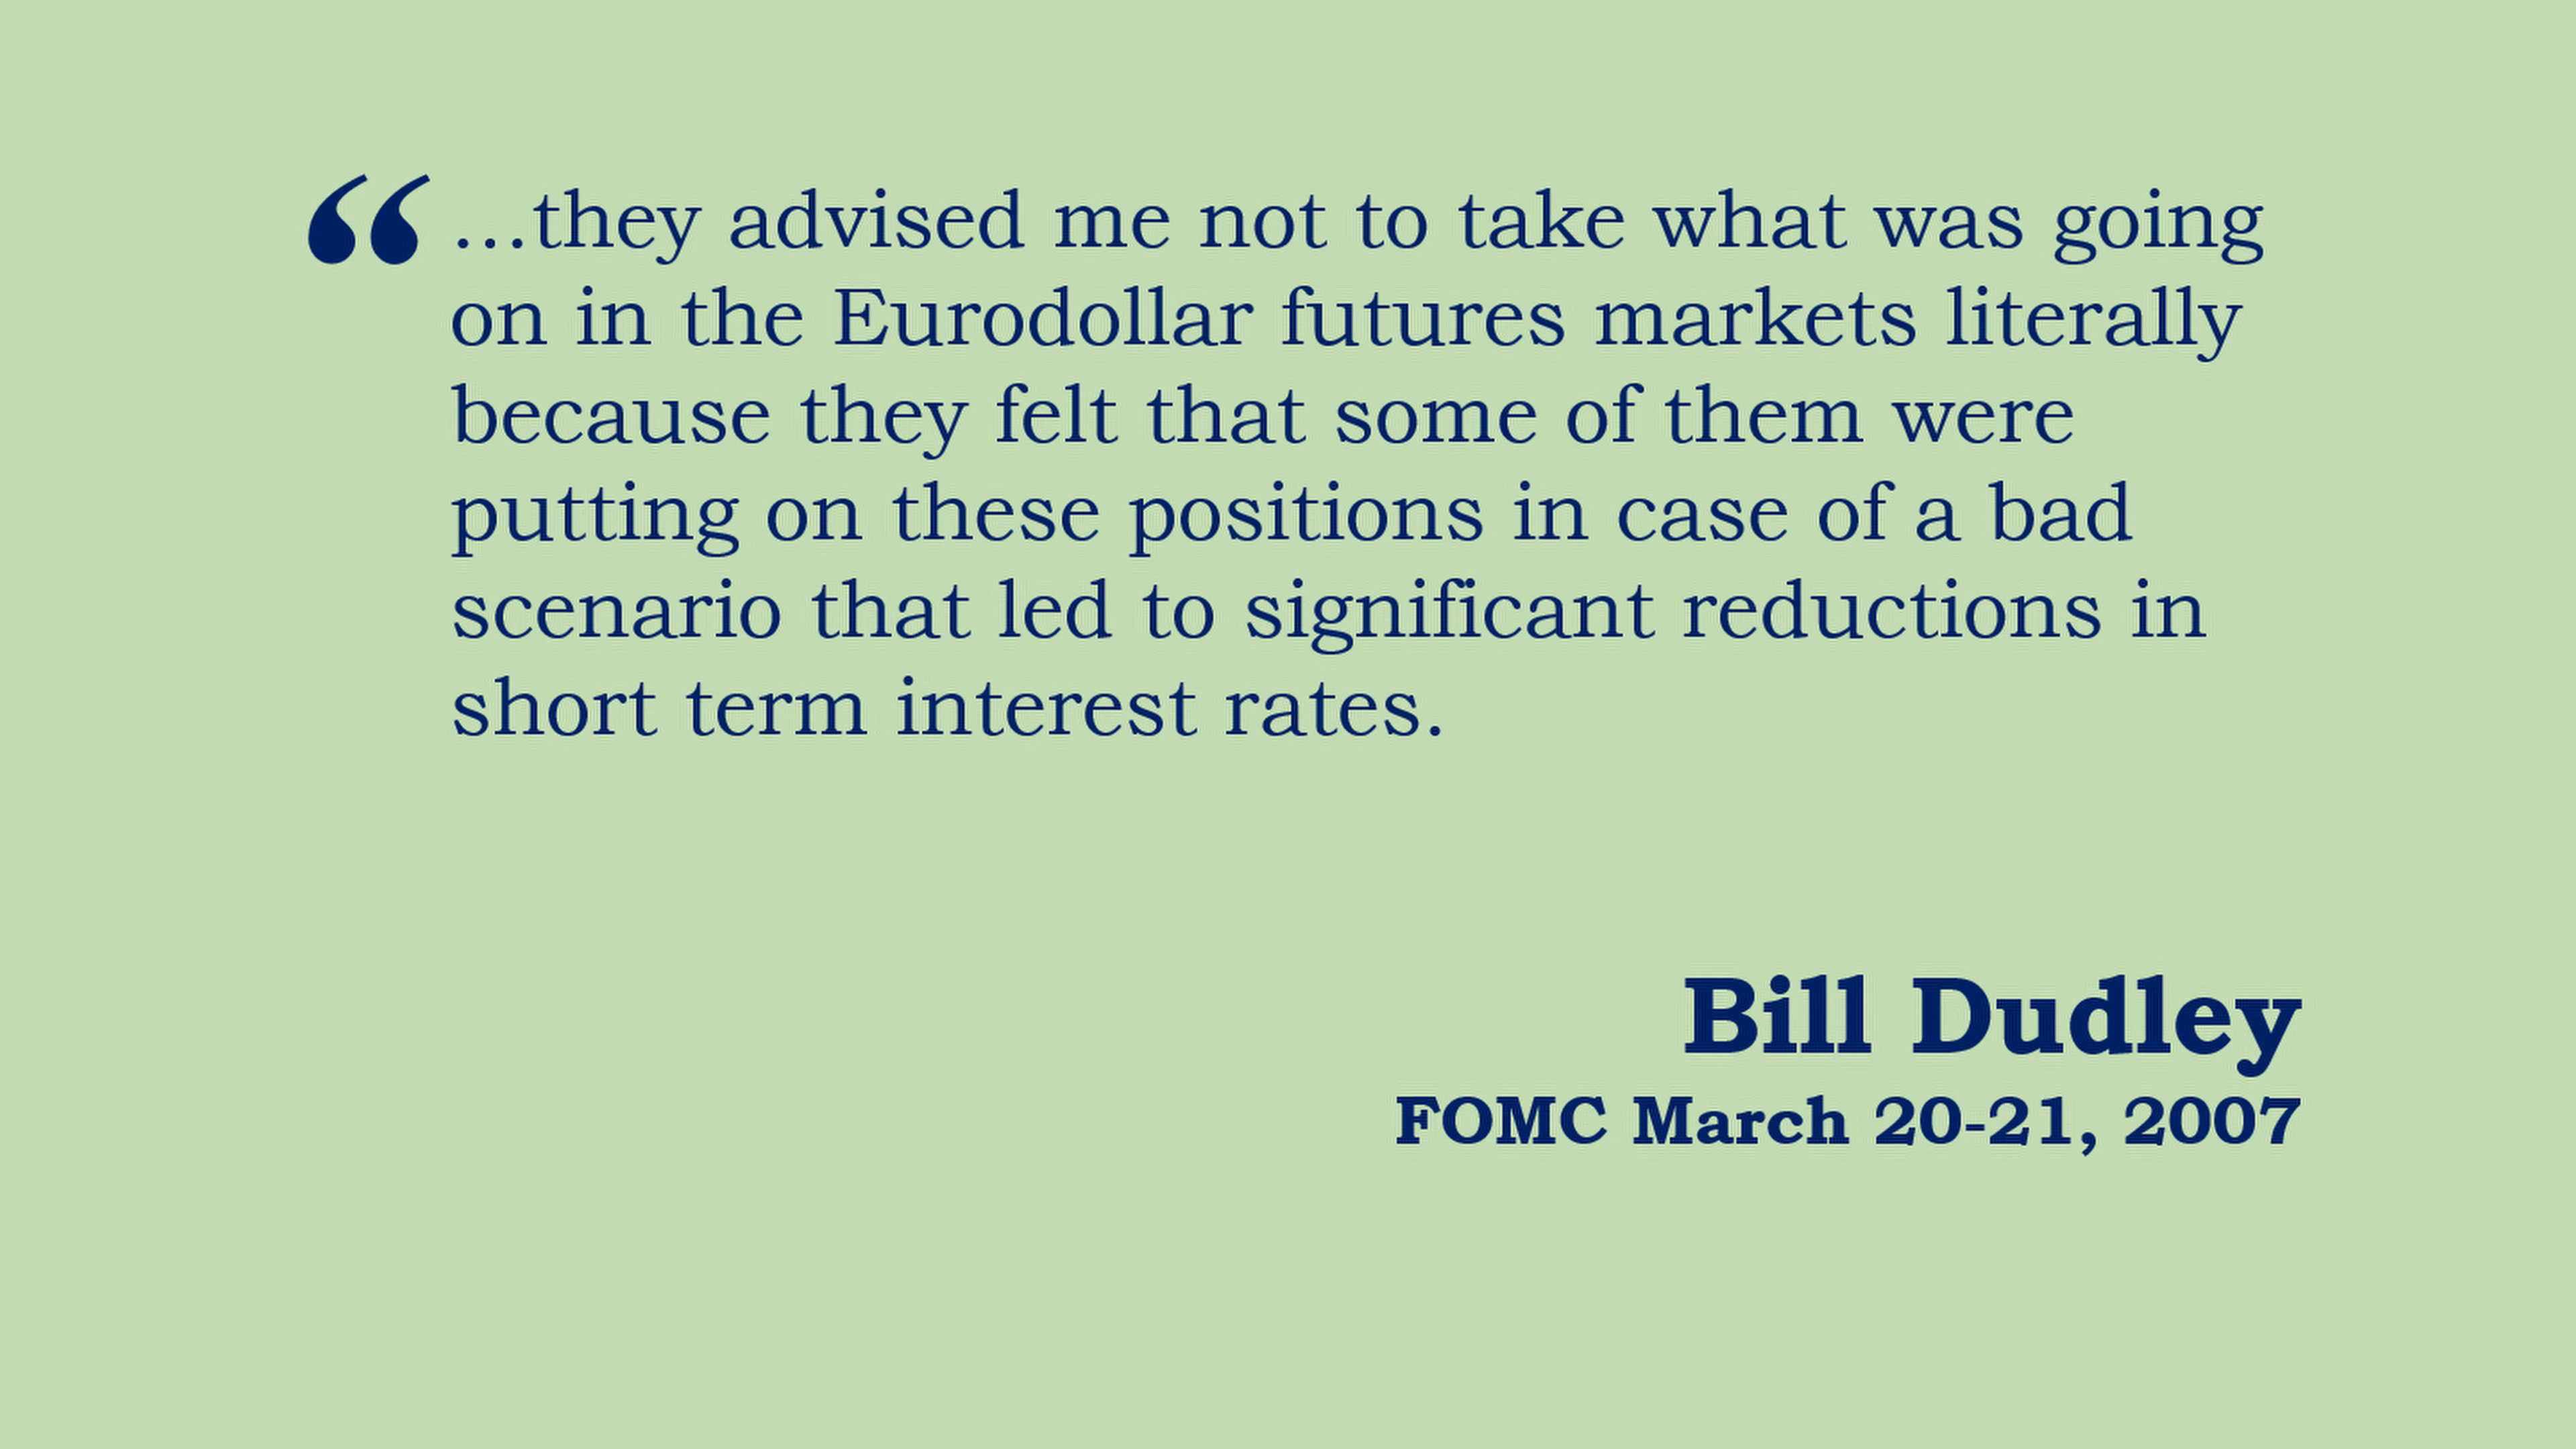 “…they advised me not to take what was going
on in the Eurodollar futures markets literally
because they felt that some of them were
putting on these positions in case of a bad
scenario that led to significant reductions in
short term interest rates.
Bill Dudley
FOMC March 20-21, 2007